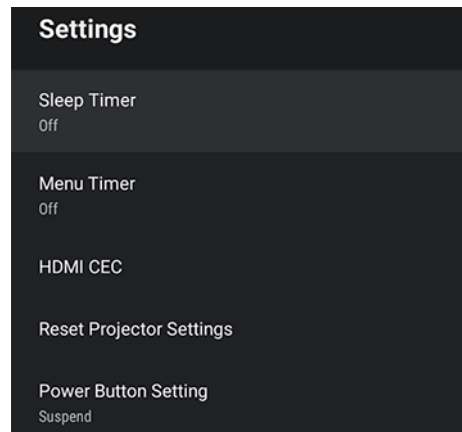 Settings
Sleep Timer
Off
Menu Timer
Off
HDMI CEC
Reset Projector Settings
Power Button Setting
Suspend